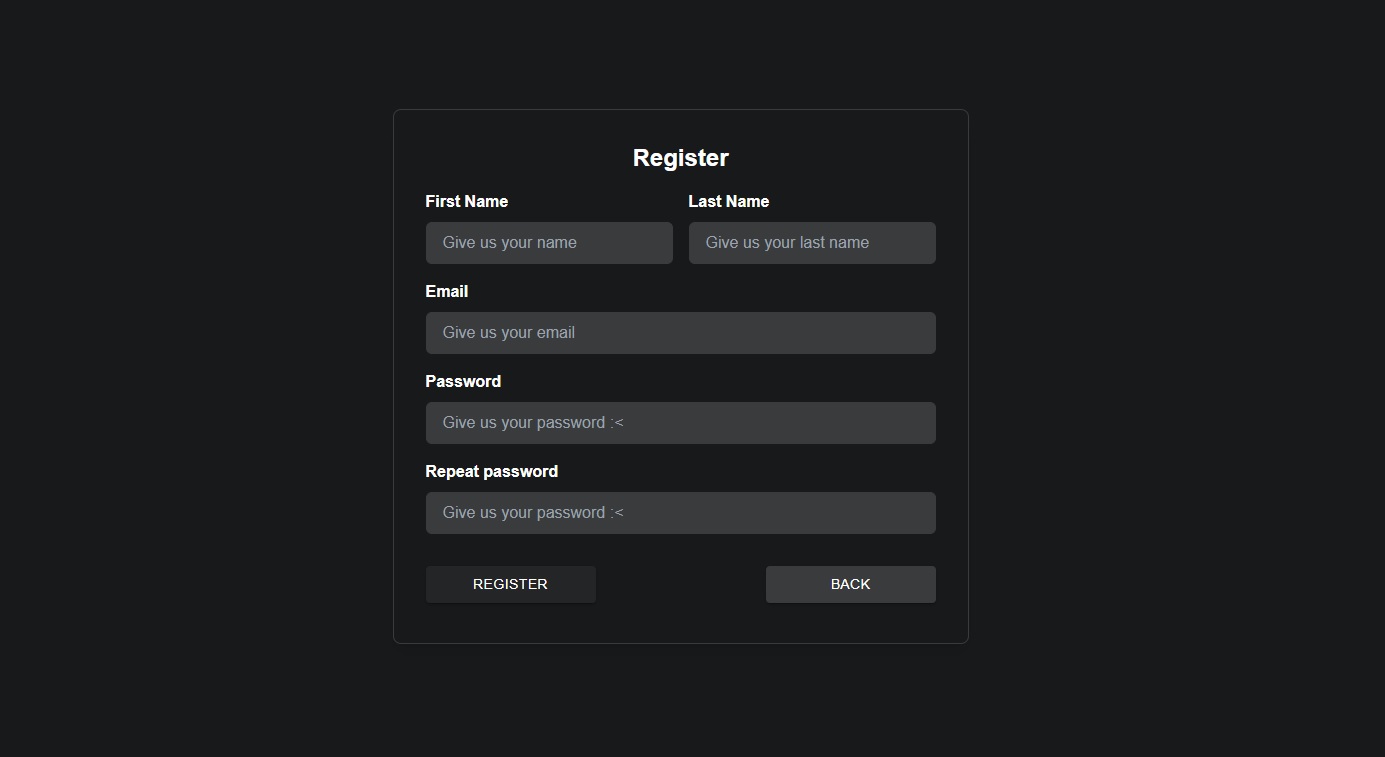 Register
First Name Last Name
Give us your name Give us your last name
Email
Give us your email
Password
Give us your password :<
Repeat password
Give us your password :<
REGISTER BACK